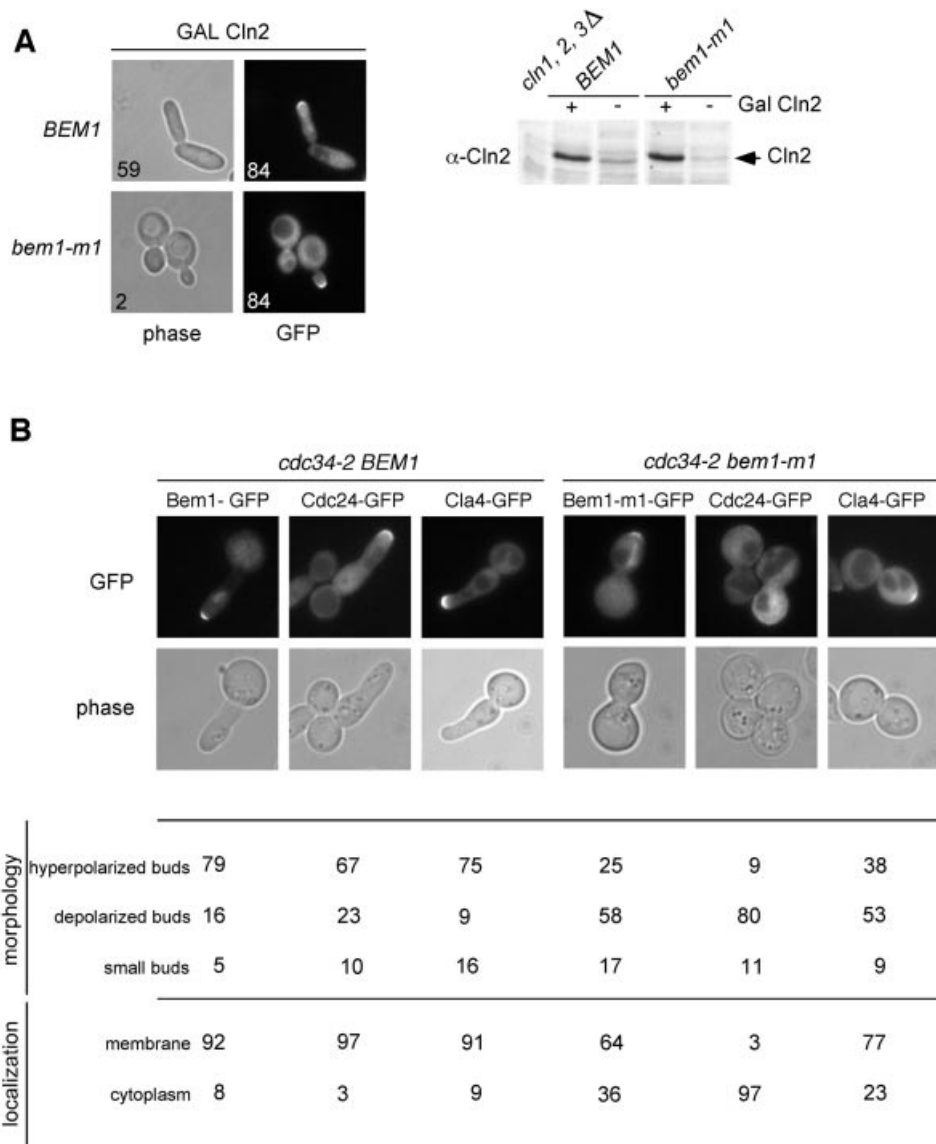 A
GAL Cln2
BEM1
59
84
bem1-m1
2
84
phase
GFP
cln1, 2, 3Δ
BEM1
bem1-m1
+ - + - Gal Cln2
α-Cln2
Cln2
B
cdc34-2 BEM1
cdc34-2 bem1-m1
Bem1- GFP Cdc24-GFP Cla4-GFP Bem1-m1-GFP Cdc24-GFP Cla4-GFP
GFP
phase
morphology
hyperpolarized buds 79 67 75 25 9 38
depolarized buds 16 23 9 58 80 53
small buds 5 10 16 17 11 9
localization
membrane 92 97 91 64 3 77
cytoplasm 8 3 9 36 97 23